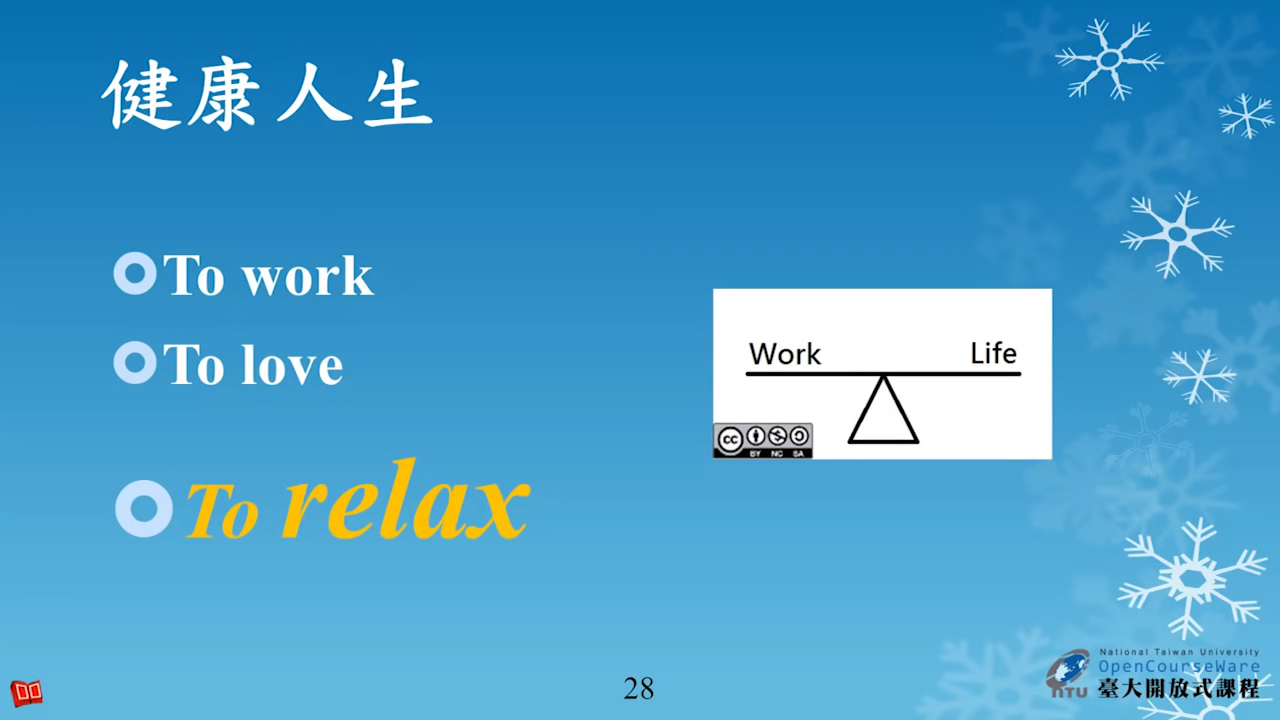 健康人生
To work
To love
To relax
Work Life
cc BY NC SA
28
National Taiwan University
OpenCourseWare
NTU 臺大開放式課程